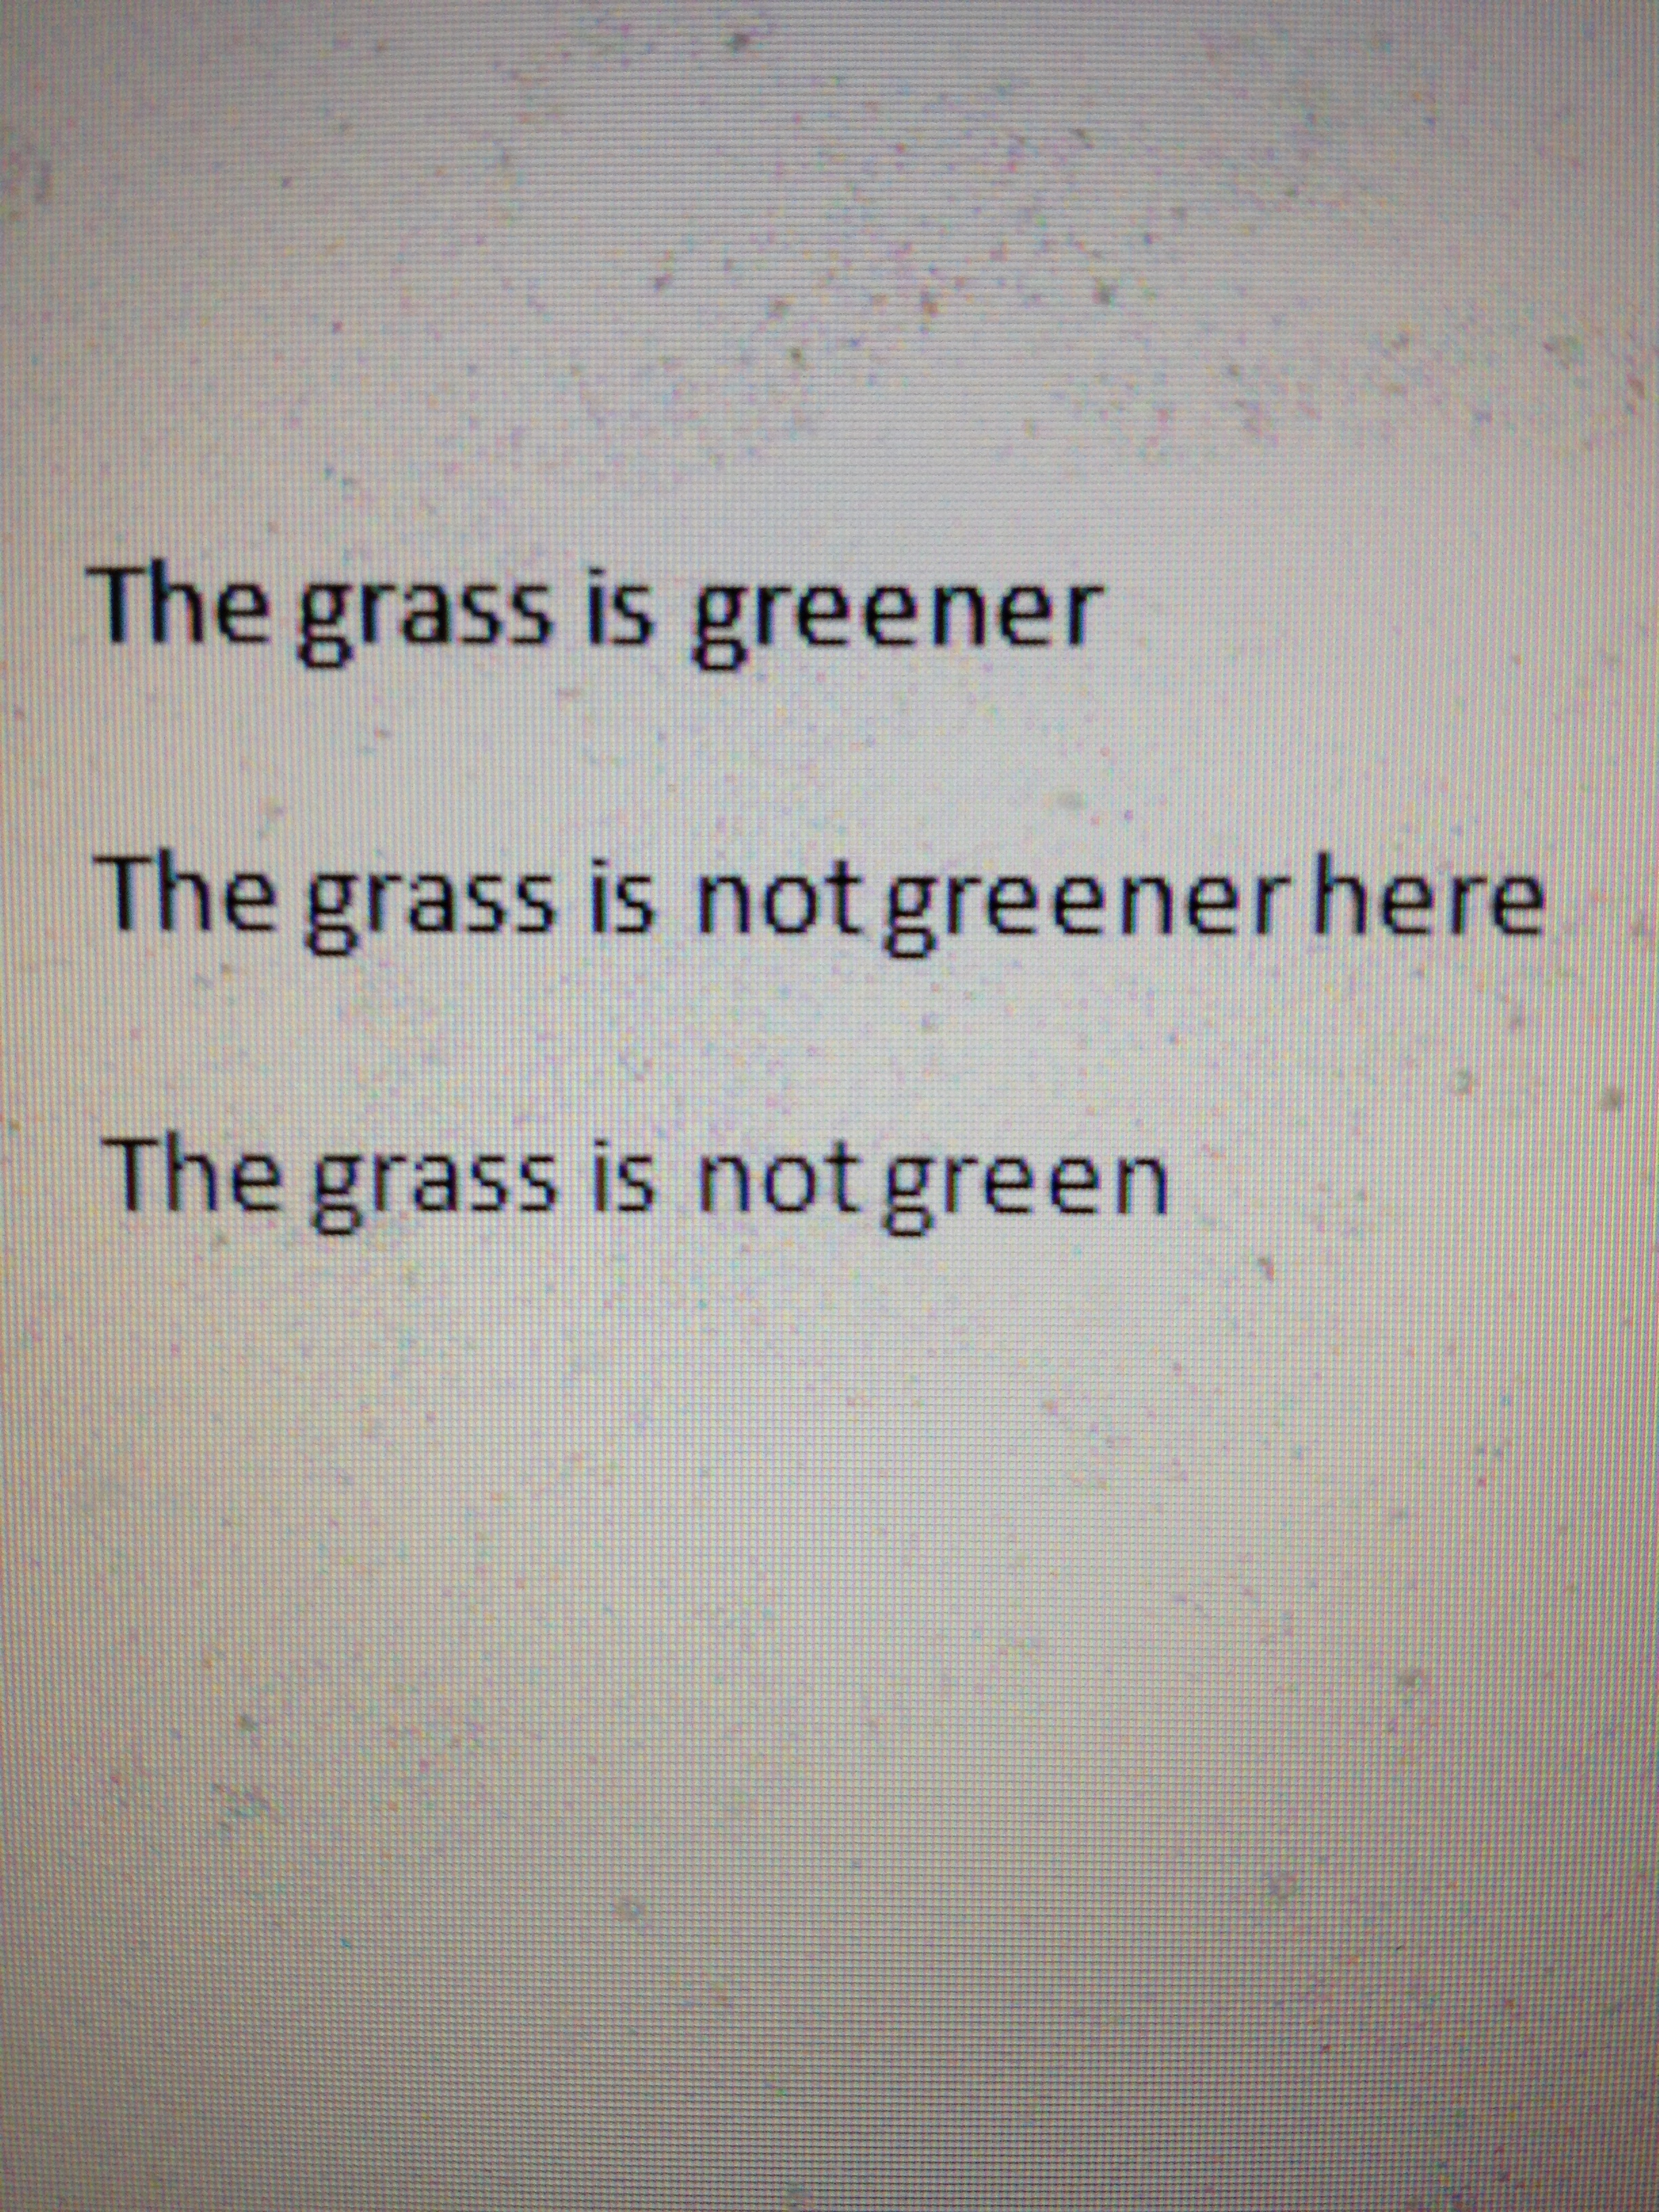 The grass is greener
The grass is not greener here
The grass is not green